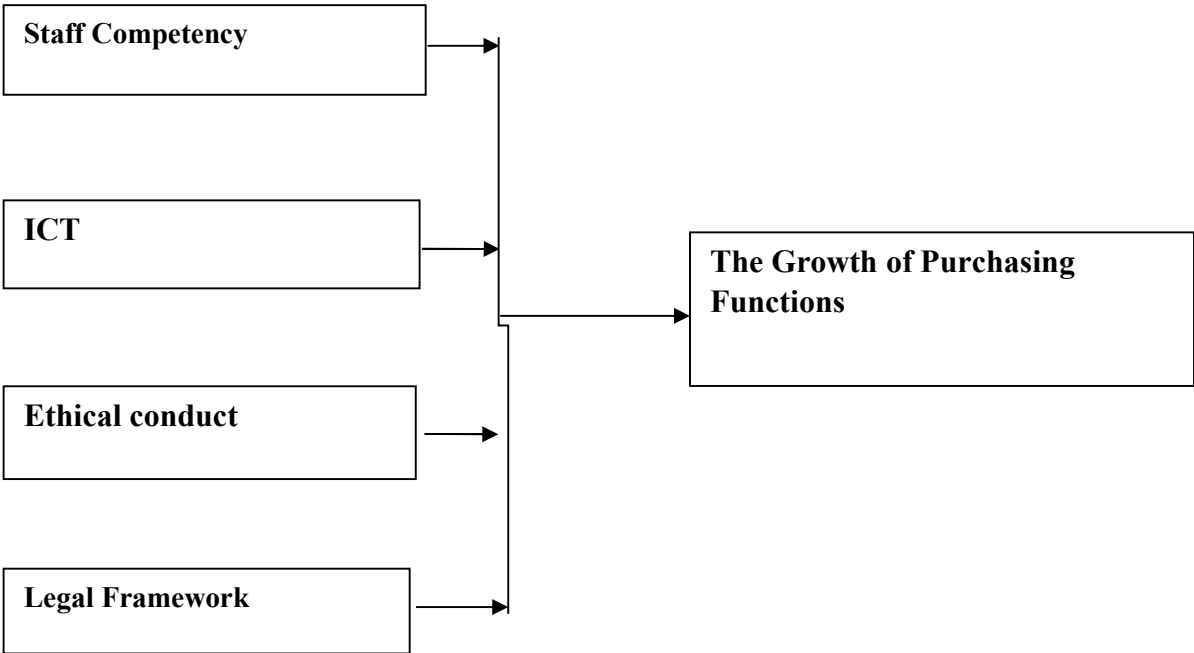 Staff Competency
ICT
The Growth of Purchasing
Functions
Ethical conduct
Legal Framework